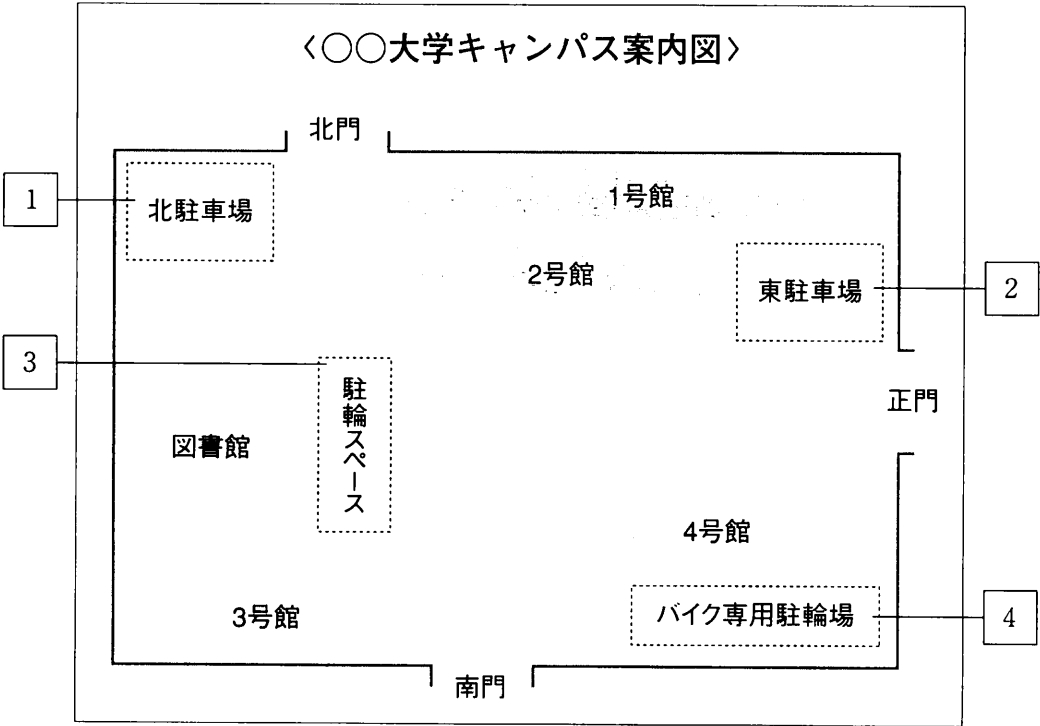 〈○○大学キャンパス案内図〉
北門
1
北駐車場
1号館
2号館
東駐車場
2
3
駐輪スペース
正門
図書館
4号館
3号館
バイク専用駐輪場
4
南門